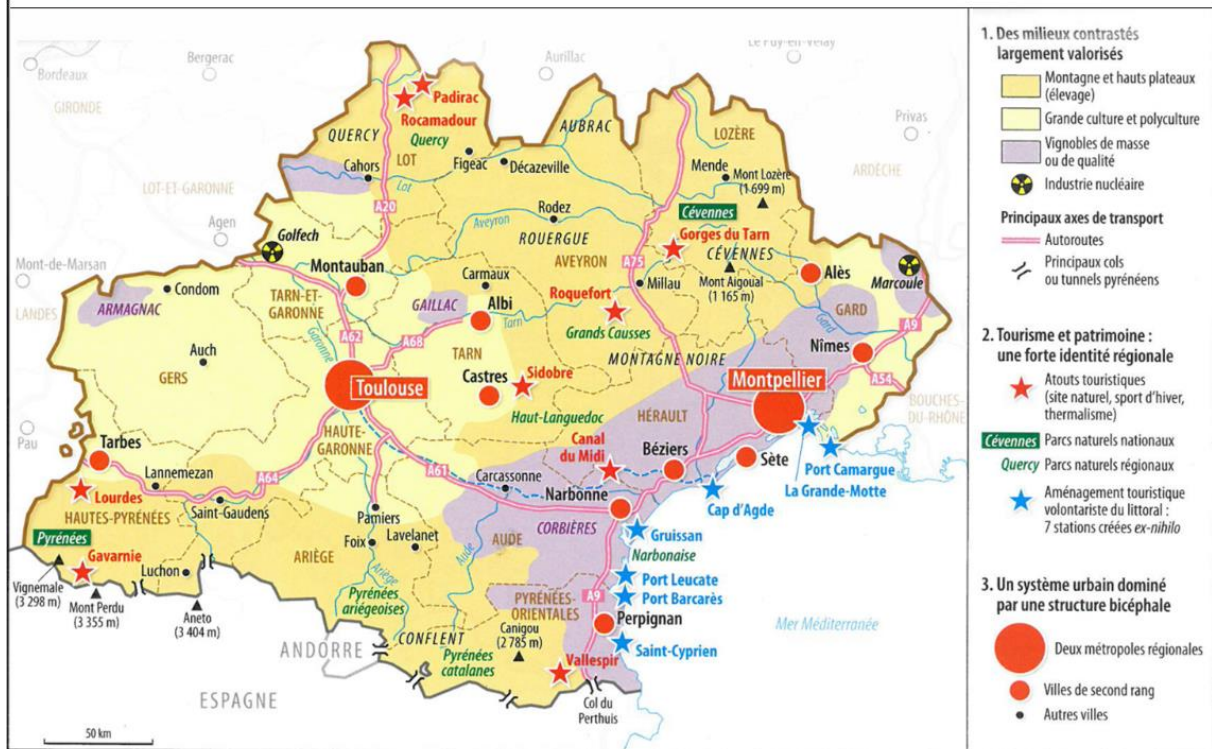 Bordeaux
Bergerac
Aurillac
Le Puy-en-Velay
GIRONDE
Padirac
Rocamadour
QUERCY
Quercy
LOT
AUBRAC
LOZÈRE
Privas
ARDÈCHE
Cahors
Figeac
Décazeville
Mende
Mont Lozère
(1 699 m)
LOT-ET-GARONNE
Lot
A20
Agen
Golfech
Aveyron
Rodez
ROUERGUE
AVEYRON
Cévennes
Gorges du Tarn
CÉVENNES
Mont-de-Marsan
Montauban
Carmaux
A75
Millau
Mont Aigoual
(1 165 m)
Alès
Marcoule
LANDES
Condom
ARMAGNAC
TARN-ET-
GARONNE
GAILLAC
Albi
Tarn
Roquefort
Grands Causses
GARD
Gard
A9
A62
A68
Garonne
Auch
GERS
TARN
MONTAGNE NOIRE
Nîmes
Toulouse
Castres
Sidobre
Montpellier
A54
BOUCHES-
DU-RHÔNE
Haut-Languedoc
HÉRAULT
Pau
Tarbes
HAUTE-
GARONNE
Canal
du Midi
Béziers
Sète
Port Camargue
La Grande-Motte
Lannemezan
A64
A61
Carcassonne
Narbonne
Cap d'Agde
Lourdes
Saint-Gaudens
HAUTES-PYRÉNÉES
Pamiers
Foix
Lavelanet
CORBIÈRES
AUDE
Aude
Gruissan
Narbonaise
Pyrénées
Gavarnie
Luchon
ARIÈGE
Ariège
Port Leucate
Port Barcarès
Vignemale
(3 298 m)
Mont Perdu
(3 355 m)
Aneto
(3 404 m)
Pyrénées
ariégeoises
PYRÉNÉES-
ORIENTALES
A9
Perpignan
Mer Méditerranée
ANDORRE
CONFLENT
Canigou
(2 785 m)
Saint-Cyprien
Pyrénées
catalanes
Vallespir
ESPAGNE
Col du
Perthuis
50 km
1. Des milieux contrastés
largement valorisés
Montagne et hauts plateaux
(élevage)
Grande culture et polyculture
Vignobles de masse
ou de qualité
Industrie nucléaire
Principaux axes de transport
Autoroutes
Principaux cols
ou tunnels pyrénéens
2. Tourisme et patrimoine :
une forte identité régionale
Atouts touristiques
(site naturel, sport d'hiver,
thermalisme)
Cévennes Parcs naturels nationaux
Quercy Parcs naturels régionaux
Aménagement touristique
volontariste du littoral :
7 stations créées ex-nihilo
3. Un système urbain dominé
par une structure bicéphale
Deux métropoles régionales
Villes de second rang
Autres villes